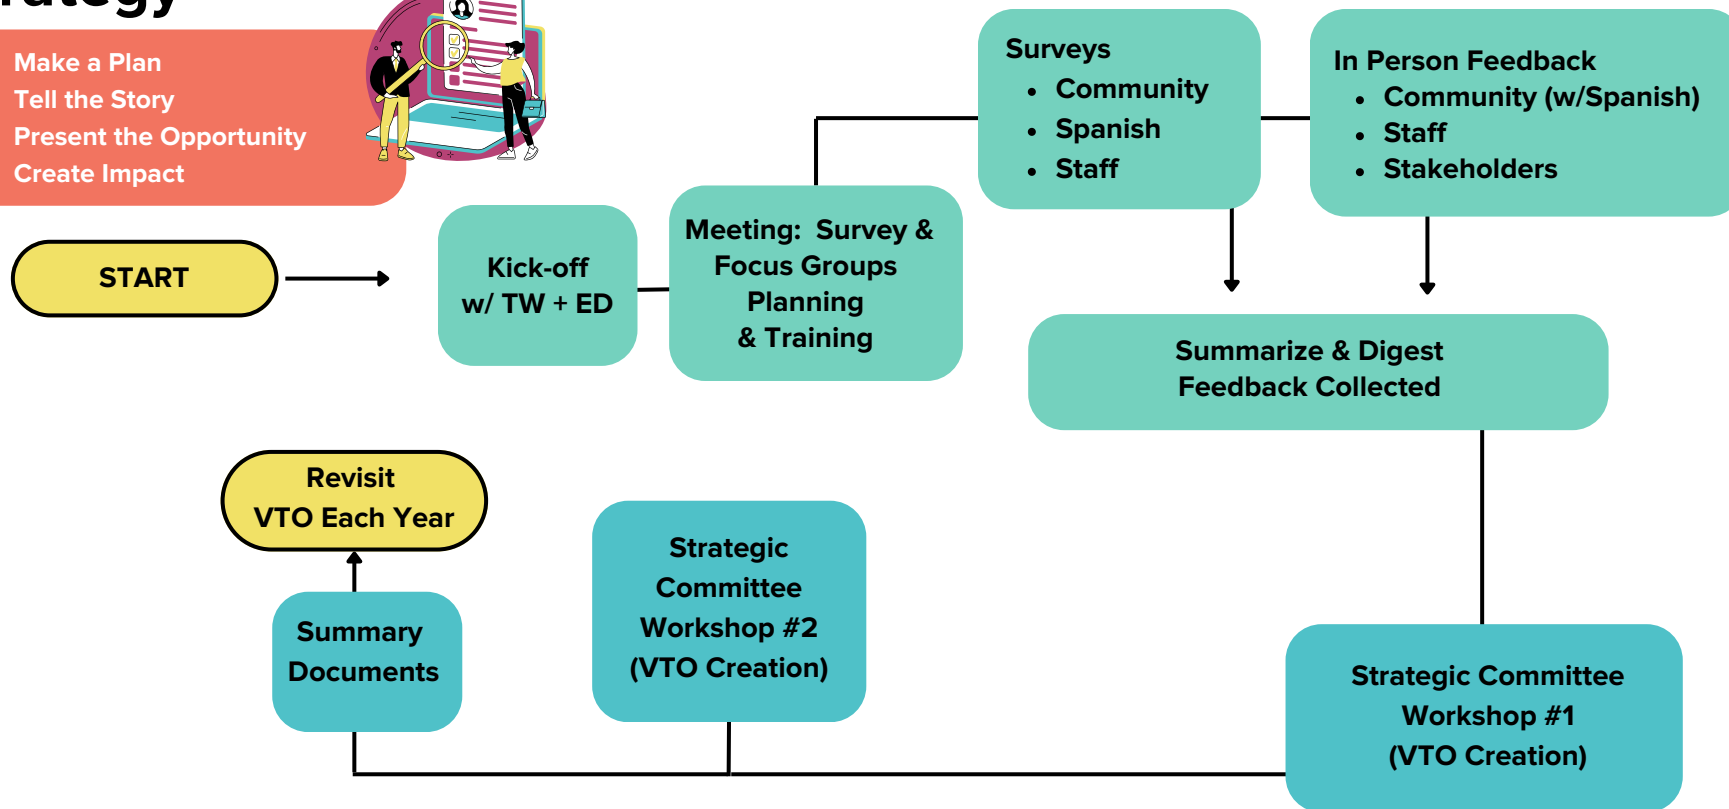 Make a Plan
Tell the Story
Present the Opportunity
Create Impact
START
Kick-off
w/ TW + ED
Meeting: Survey &
Focus Groups
Planning
& Training
Surveys
• Community
• Spanish
• Staff
In Person Feedback
• Community (w/Spanish)
• Staff
• Stakeholders
Summarize & Digest
Feedback Collected
Strategic Committee
Workshop #1
(VTO Creation)
Strategic
Committee
Workshop #2
(VTO Creation)
Summary
Documents
Revisit
VTO Each Year